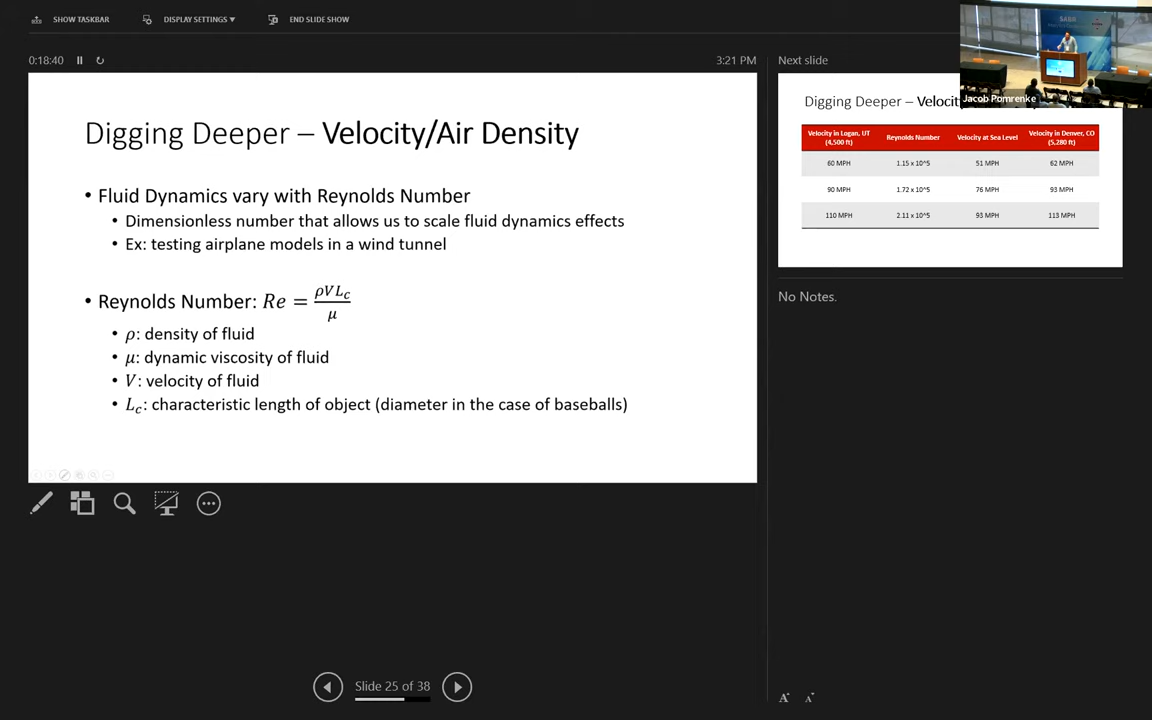 SHOW TASKBAR
DISPLAY SETTINGS ▾
END SLIDE SHOW
0:18:40
3:21 PM
Digging Deeper – Velocity/Air Density
• Fluid Dynamics vary with Reynolds Number
• Dimensionless number that allows us to scale fluid dynamics effects
• Ex: testing airplane models in a wind tunnel
• Reynolds Number: Re = ρVL_c / μ
• ρ: density of fluid
• μ: dynamic viscosity of fluid
• V: velocity of fluid
• L_c: characteristic length of object (diameter in the case of baseballs)
Slide 25 of 38
Next slide
SABR
Jacob Pomrenke
Digging Deeper – Velocit
Velocity in Logan, UT (4,500 ft) Reynolds Number Velocity at Sea Level Velocity in Denver, CO (5,280 ft)
60 MPH 1.15 x 10^5 51 MPH 62 MPH
90 MPH 1.72 x 10^5 76 MPH 93 MPH
110 MPH 2.11 x 10^5 93 MPH 113 MPH
No Notes.
A A